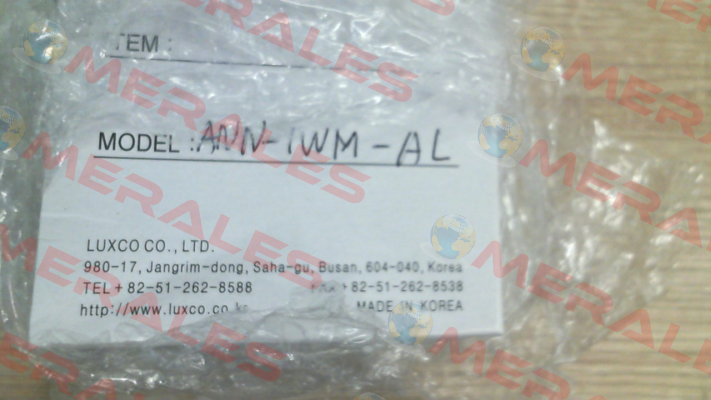 TEM :
MODEL : ANN-1WM-AL
LUXCO CO., LTD.
980-17, Jangrim-dong, Saha-gu, Busan, 604-040, Korea
TEL + 82-51-262-8588 + 82-51-262-8538
http://www.luxco.co.kr MADE IN KOREA
MERALES
MERALES
MERALES
MERALES
MERALES